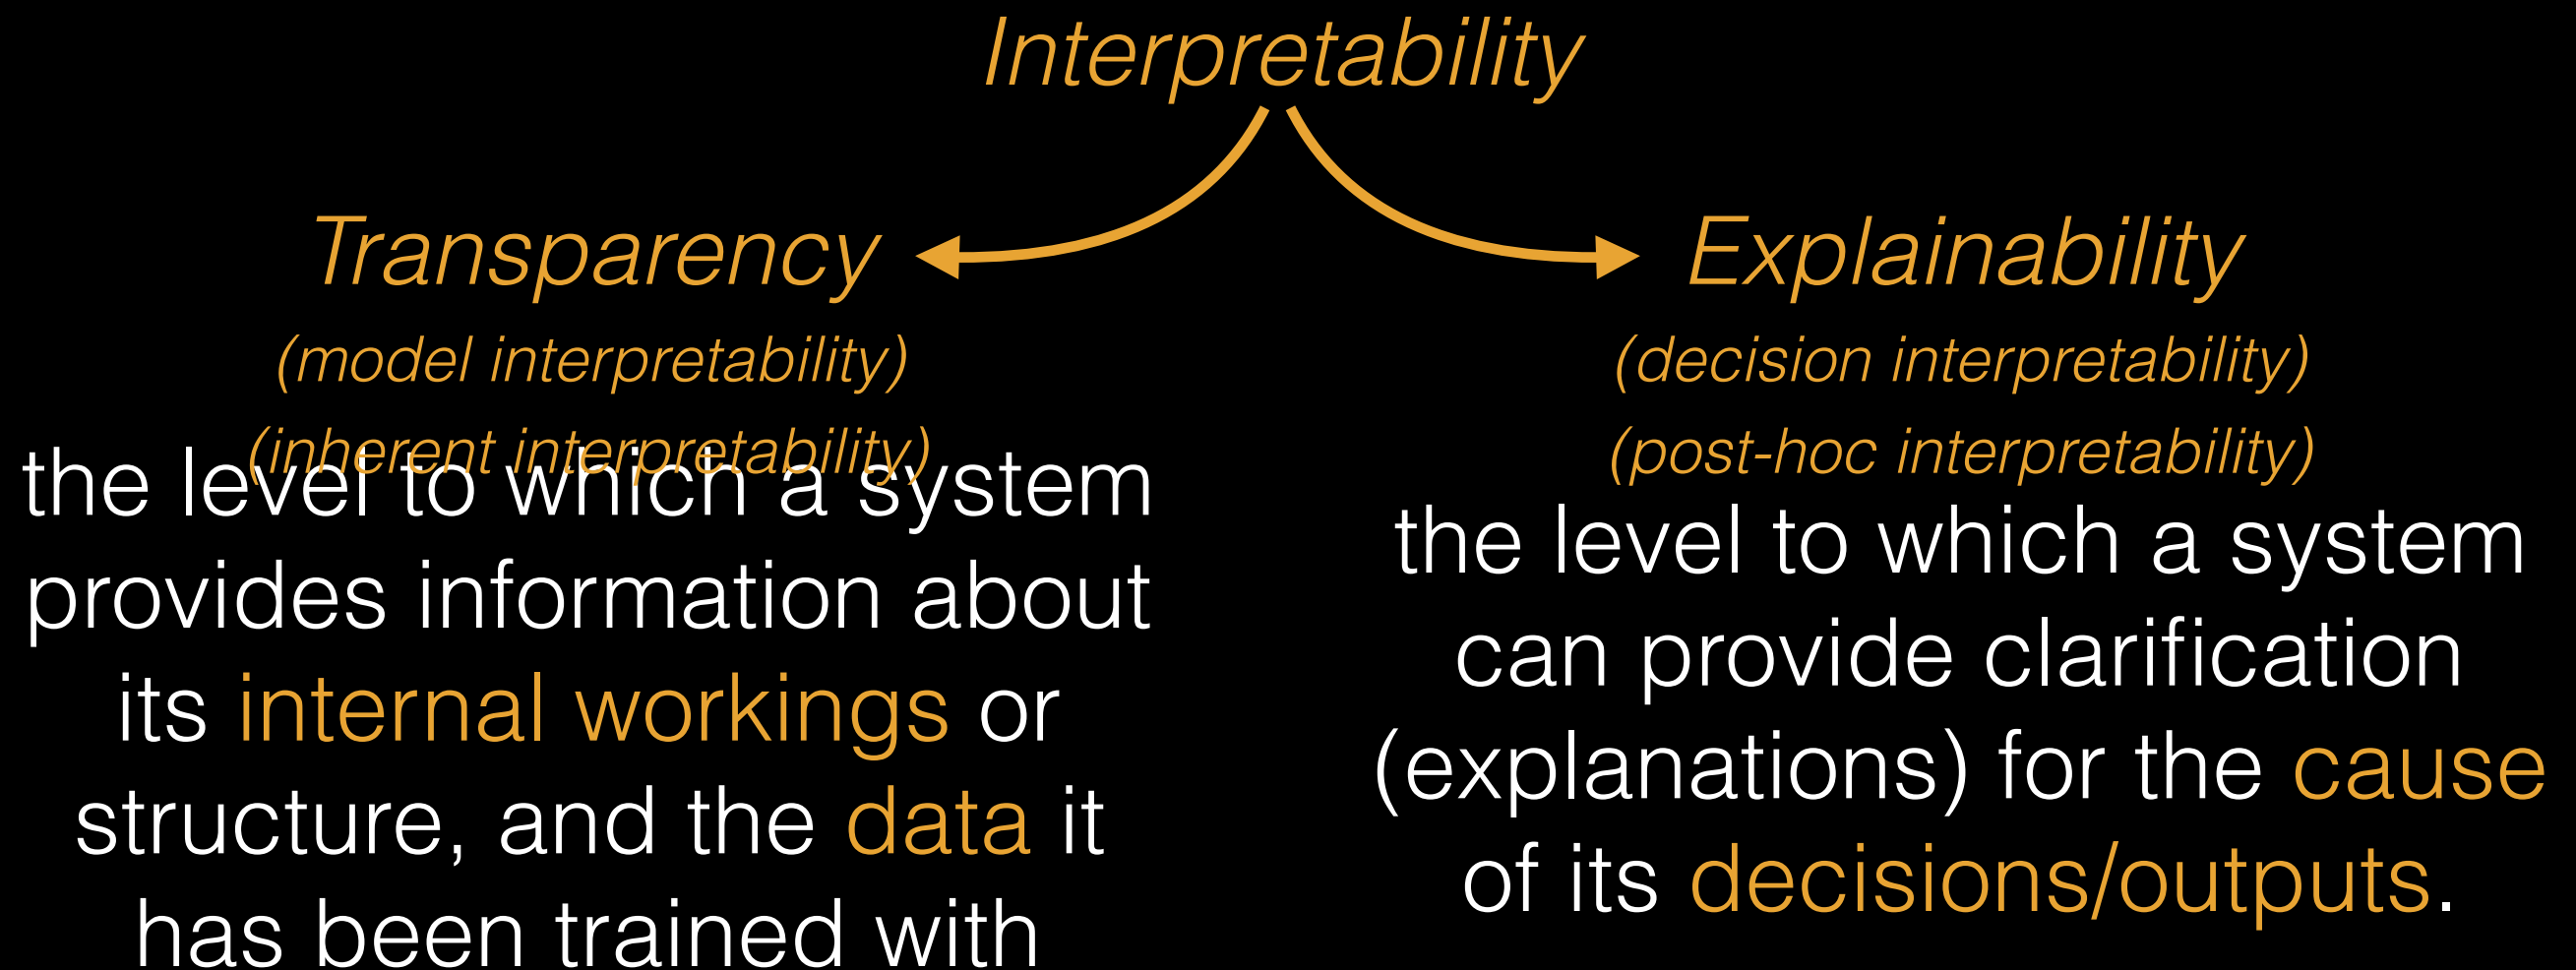 Interpretability
Transparency
(model interpretability)
(inherent interpretability)
the level to which a system
provides information about
its internal workings or
structure, and the data it
has been trained with
Explainability
(decision interpretability)
(post-hoc interpretability)
the level to which a system
can provide clarification
(explanations) for the cause
of its decisions/outputs.